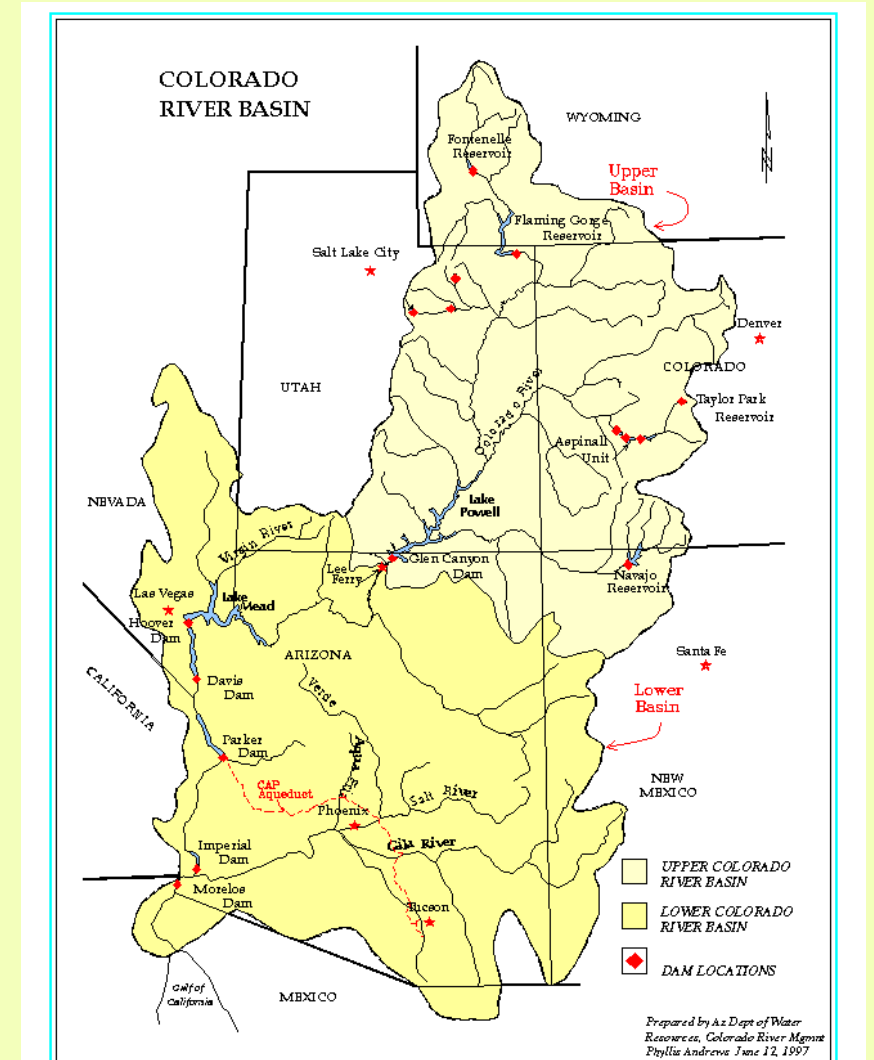 COLORADO
RIVER BASIN
WYOMING
Fontenelle
Reservoir
Upper
Basin
Flaming Gorge
Reservoir
Salt Lake City
Denver
COLORADO
UTAH
Taylor Park
Reservoir
Colorado River
Aspinall
Unit
NEVADA
Lake
Powell
Virgin River
Glen Canyon
Dam
Lee
Ferry
Navajo
Reservoir
Las Vegas
Lake
Mead
Hoover
Dam
ARIZONA
Santa Fe
CALIFORNIA
Davis
Dam
Verde
Lower
Basin
Parker
Dam
Aqua Fria
NEW
MEXICO
CAP
Aqueduct
Salt River
Phoenix
Gila River
Imperial
Dam
UPPER COLORADO
RIVER BASIN
Morelos
Dam
Tucson
LOWER COLORADO
RIVER BASIN
DAM LOCATIONS
Gulf of
California
MEXICO
Prepared by Az Dept of Water
Resources, Colorado River Mgmnt
Phyllis Andrews June 12, 1997